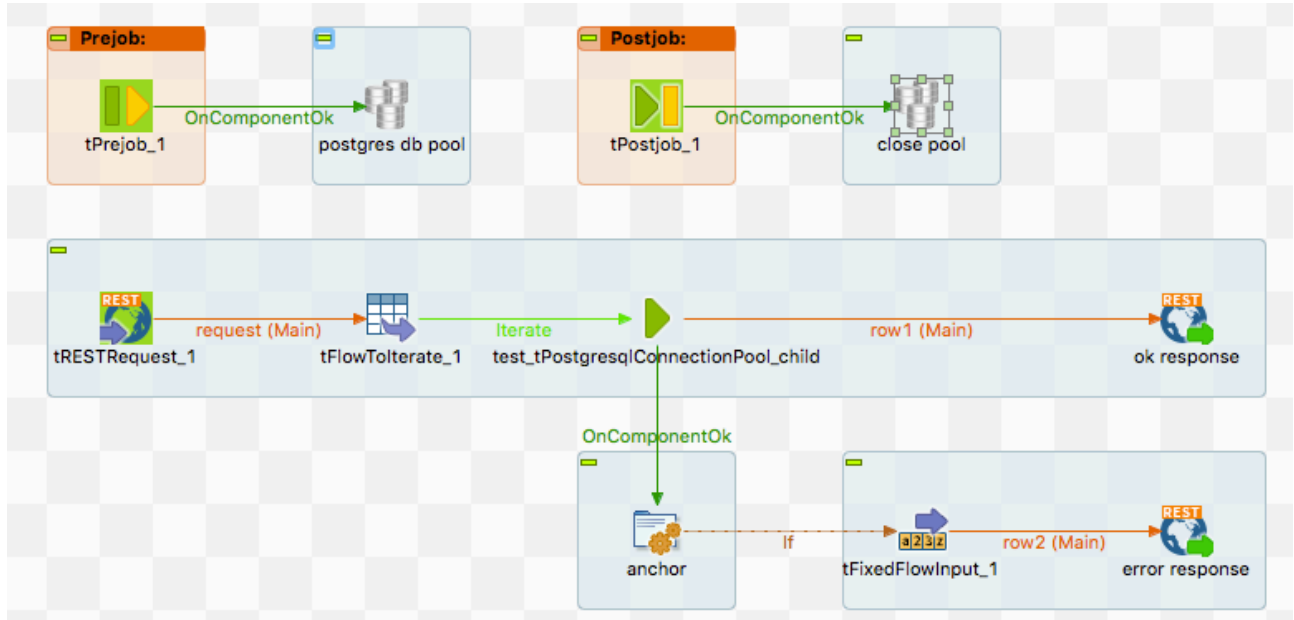 Prejob:
Postjob:
OnComponentOk
OnComponentOk
tPrejob_1
postgres db pool
tPostjob_1
close pool
REST
REST
request (Main)
Iterate
row1 (Main)
tRESTRequest_1
tFlowToIterate_1
test_tPostgresqlConnectionPool_child
ok response
OnComponentOk
REST
If
a23z
row2 (Main)
anchor
tFixedFlowInput_1
error response